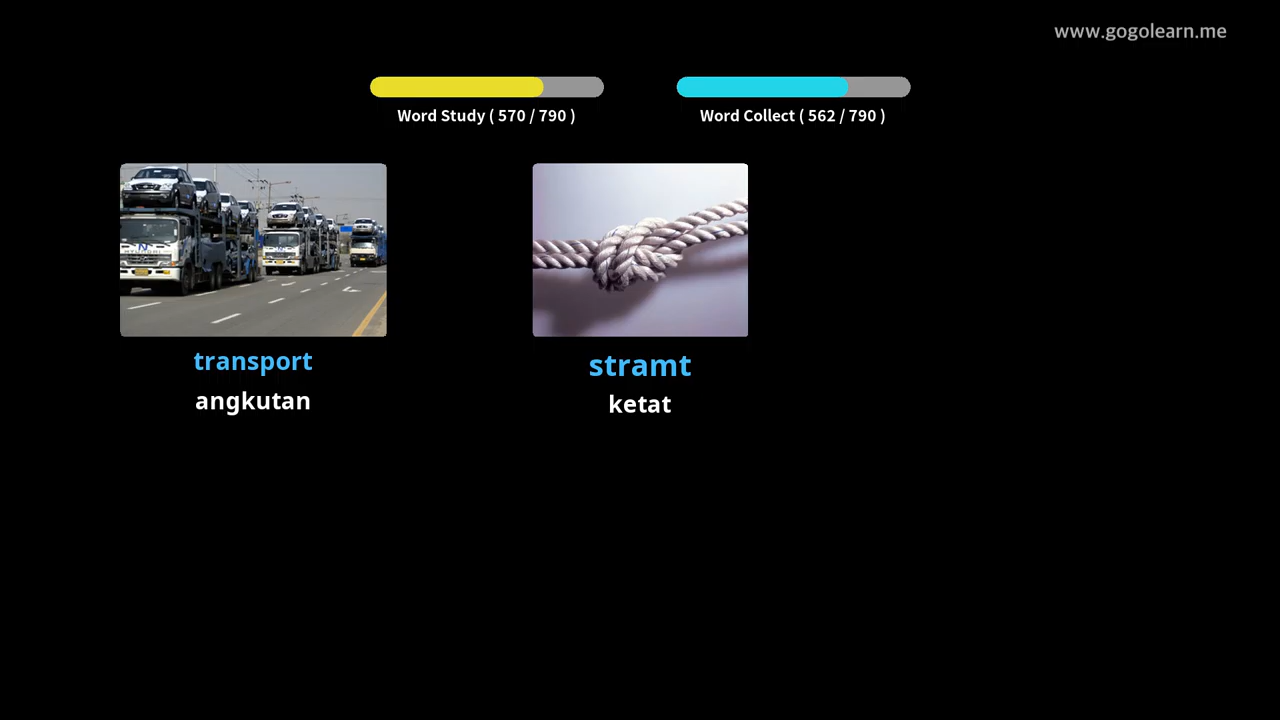 www.gogolearn.me
Word Study ( 570 / 790 )
Word Collect ( 562 / 790 )
transport
angkutan
stramt
ketat